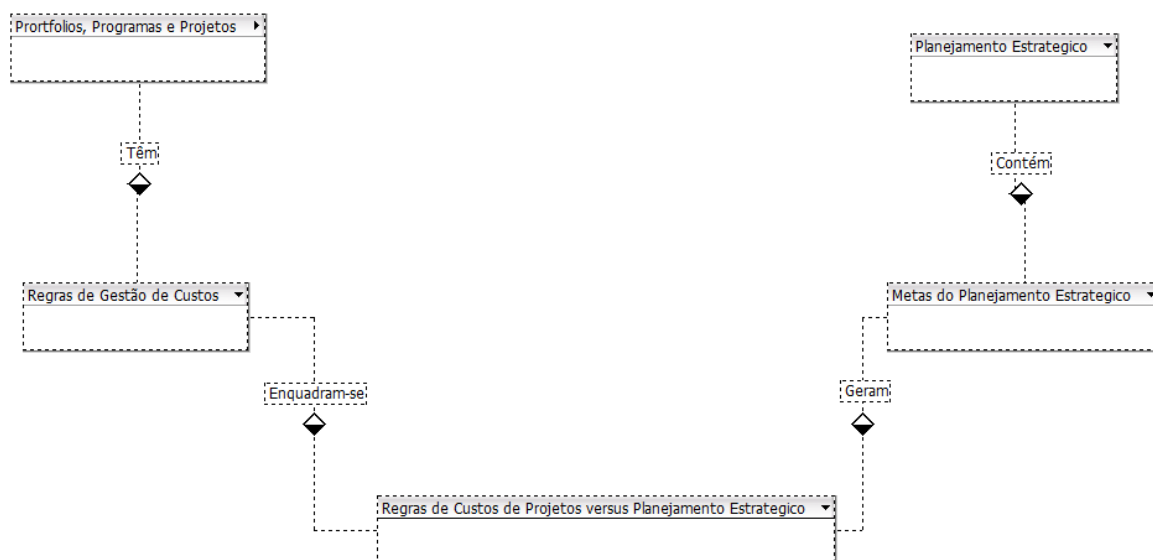 Prortfolios, Programas e Projetos
Planejamento Estrategico
Têm
Contém
Regras de Gestão de Custos
Metas do Planejamento Estrategico
Enquadram-se
Geram
Regras de Custos de Projetos versus Planejamento Estrategico